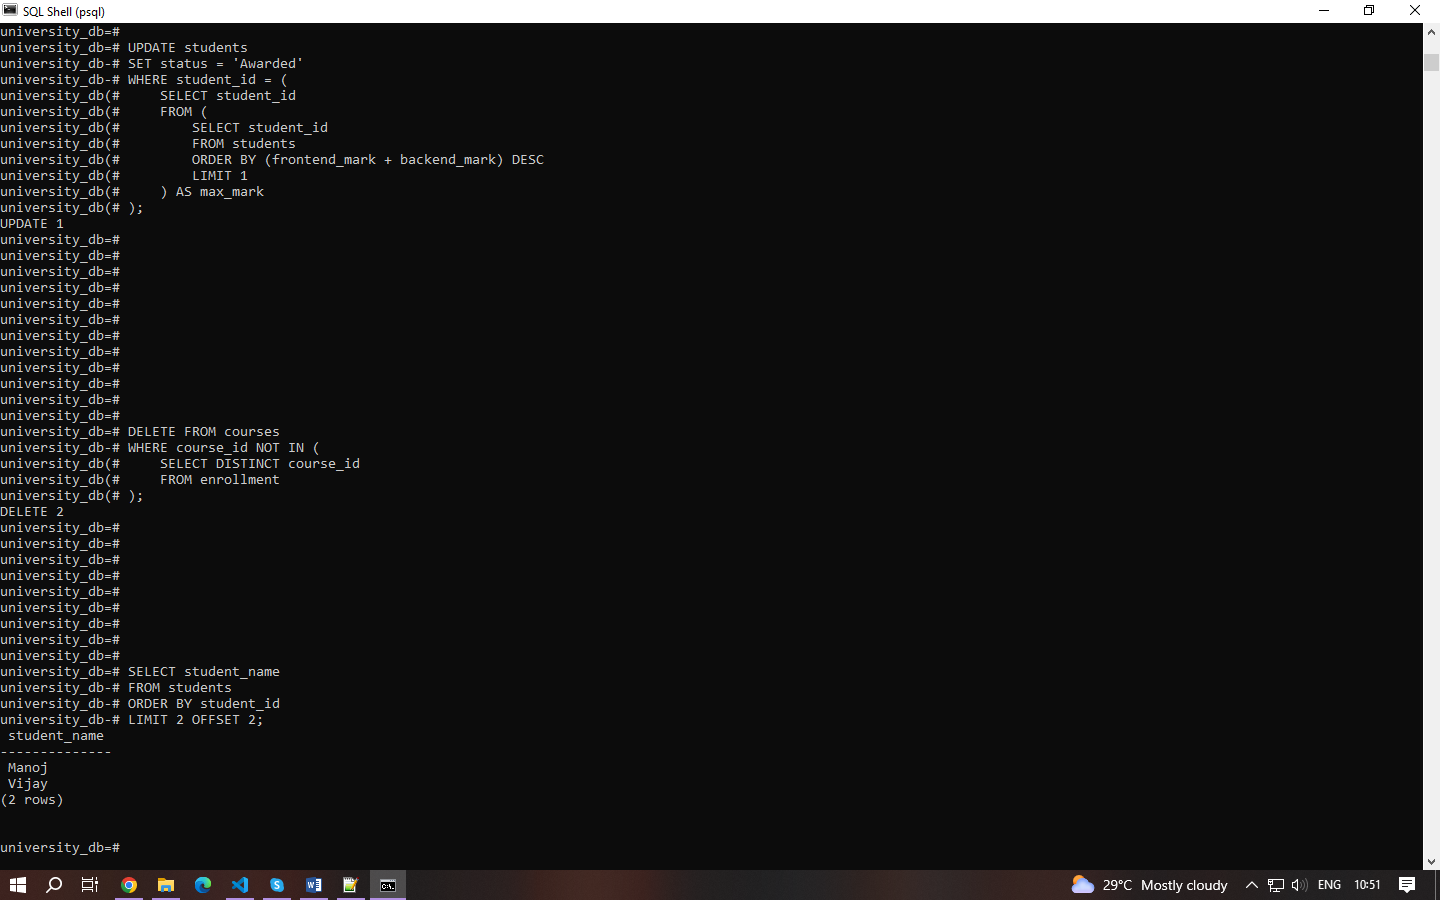 SQL Shell (psql)
university_db=#
university_db=# UPDATE students
university_db-# SET status = 'Awarded'
university_db-# WHERE student_id = (
university_db(#     SELECT student_id
university_db(#     FROM (
university_db(#         SELECT student_id
university_db(#         FROM students
university_db(#         ORDER BY (frontend_mark + backend_mark) DESC
university_db(#         LIMIT 1
university_db(#     ) AS max_mark
university_db(# );
UPDATE 1
university_db=#
university_db=#
university_db=#
university_db=#
university_db=#
university_db=#
university_db=#
university_db=#
university_db=#
university_db=#
university_db=#
university_db=#
university_db=# DELETE FROM courses
university_db-# WHERE course_id NOT IN (
university_db(#     SELECT DISTINCT course_id
university_db(#     FROM enrollment
university_db(# );
DELETE 2
university_db=#
university_db=#
university_db=#
university_db=#
university_db=#
university_db=#
university_db=#
university_db=#
university_db=#
university_db=# SELECT student_name
university_db-# FROM students
university_db-# ORDER BY student_id
university_db-# LIMIT 2 OFFSET 2;
 student_name
--------------
 Manoj
 Vijay
(2 rows)
university_db=#
29°C Mostly cloudy ENG 10:51